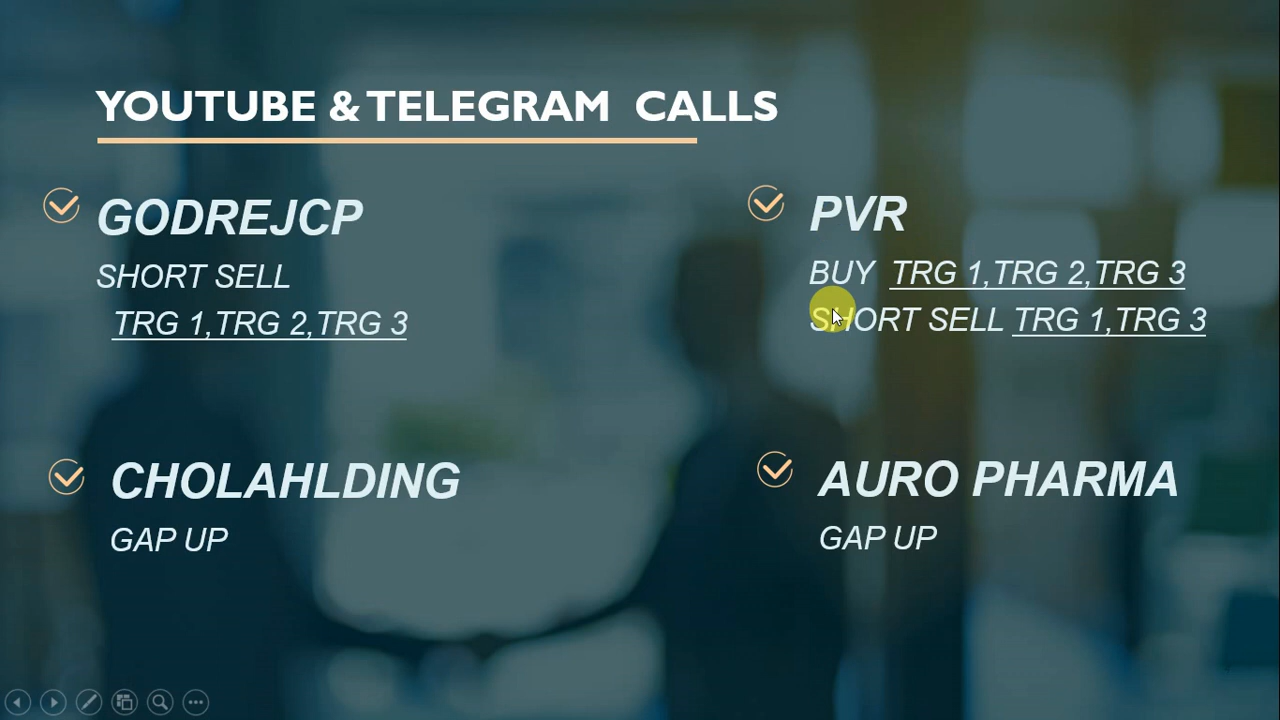 YOUTUBE & TELEGRAM CALLS
GODREJCP
SHORT SELL
TRG 1,TRG 2,TRG 3
PVR
BUY TRG 1,TRG 2,TRG 3
SHORT SELL TRG 1,TRG 3
CHOLAHLDING
GAP UP
AURO PHARMA
GAP UP